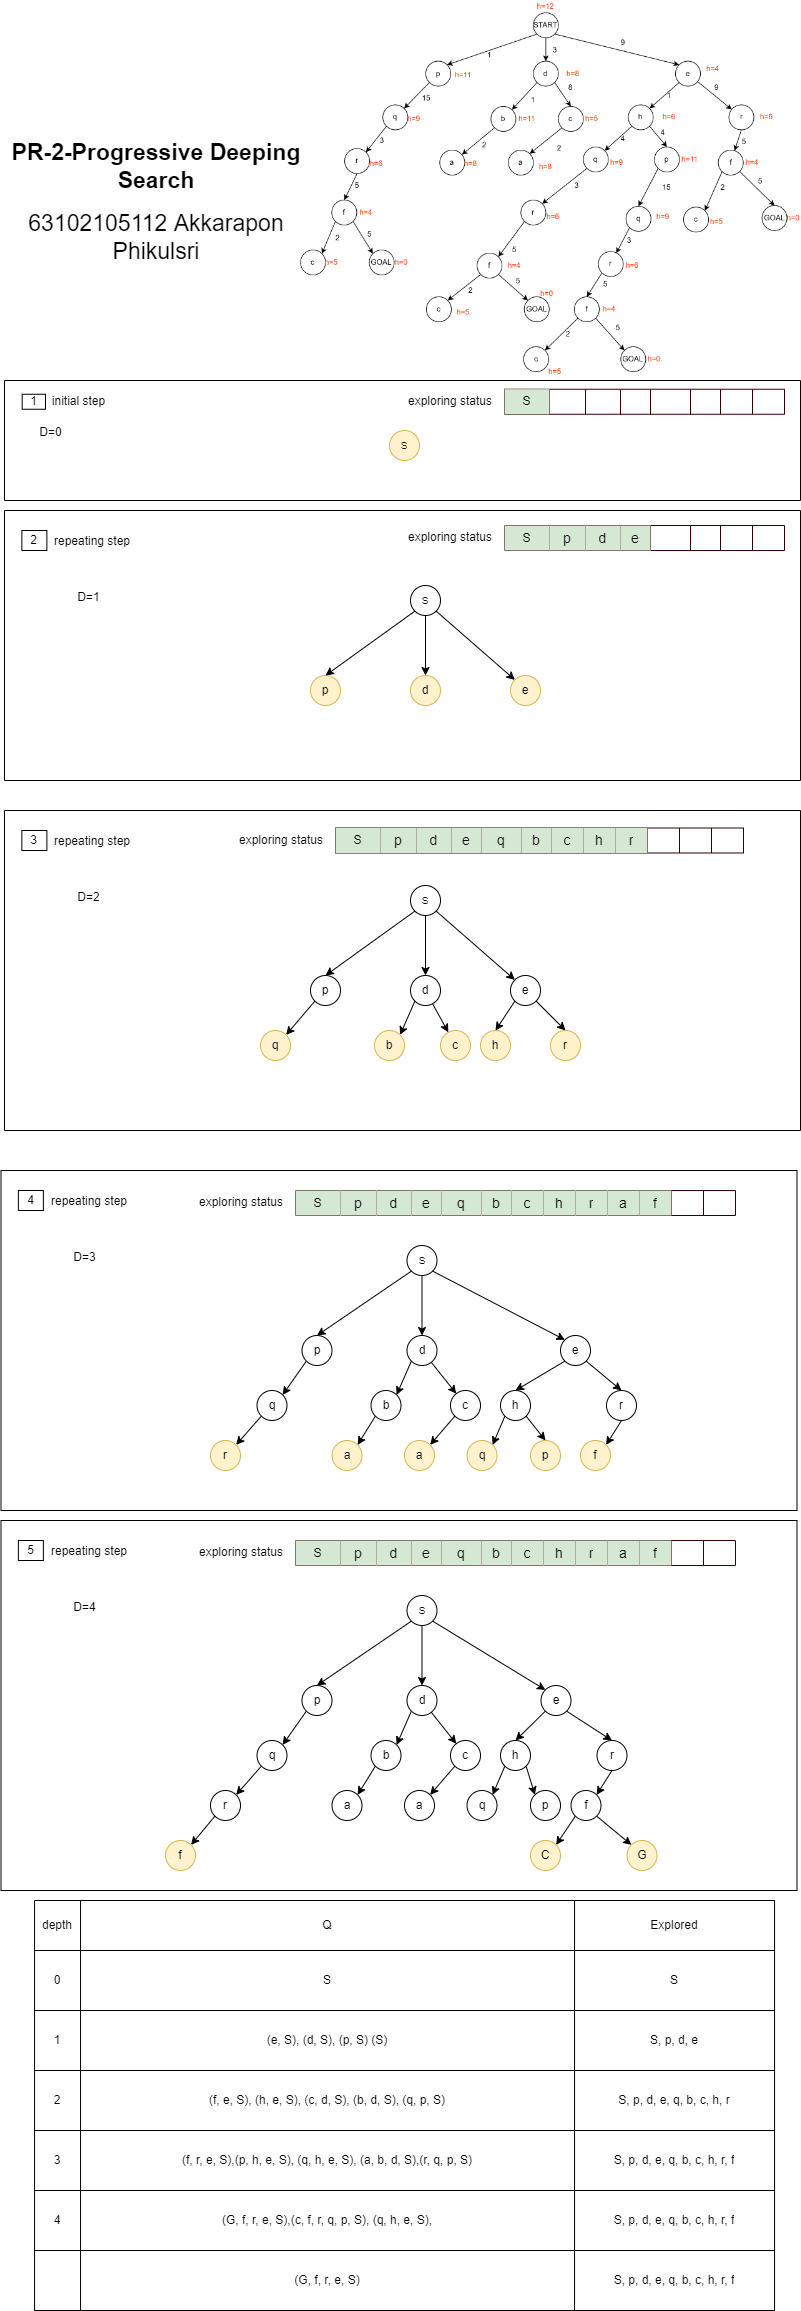 h=12
START
1
3
9
p
h=11
d
h=8
e
h=4
15
1
8
1
9
q
h=9
b
h=11
c
h=5
h
h=6
r
h=6
3
2
2
4
4
5
PR-2-Progressive Deeping
Search
r
h=6
a
h=8
a
h=8
q
h=9
p
h=11
f
h=4
5
3
15
2
5
63102105112 Akkarapon
Phikulsri
f
h=4
r
h=6
q
h=9
c
h=5
GOAL
h=0
2
5
5
3
c
h=5
GOAL
h=0
f
h=4
r
h=6
2
5
5
h=0
c
h=5
GOAL
f
h=4
2
5
c
h=5
GOAL
h=0
1 initial step exploring status S
D=0
s
2 repeating step exploring status S p d e
D=1
s
p d e
3 repeating step exploring status S p d e q b c h r
D=2
s
p d e
q b c h r
4 repeating step exploring status S p d e q b c h r a f
D=3
s
p d e
q b c h r
r a a q p f
5 repeating step exploring status S p d e q b c h r a f
D=4
s
p d e
q b c h r
r a a q p f
f C G
depth Q Explored
0 S S
1 (e, S), (d, S), (p, S) (S) S, p, d, e
2 (f, e, S), (h, e, S), (c, d, S), (b, d, S), (q, p, S) S, p, d, e, q, b, c, h, r
3 (f, r, e, S),(p, h, e, S), (q, h, e, S), (a, b, d, S),(r, q, p, S) S, p, d, e, q, b, c, h, r, f
4 (G, f, r, e, S),(c, f, r, q, p, S), (q, h, e, S), S, p, d, e, q, b, c, h, r, f
(G, f, r, e, S) S, p, d, e, q, b, c, h, r, f